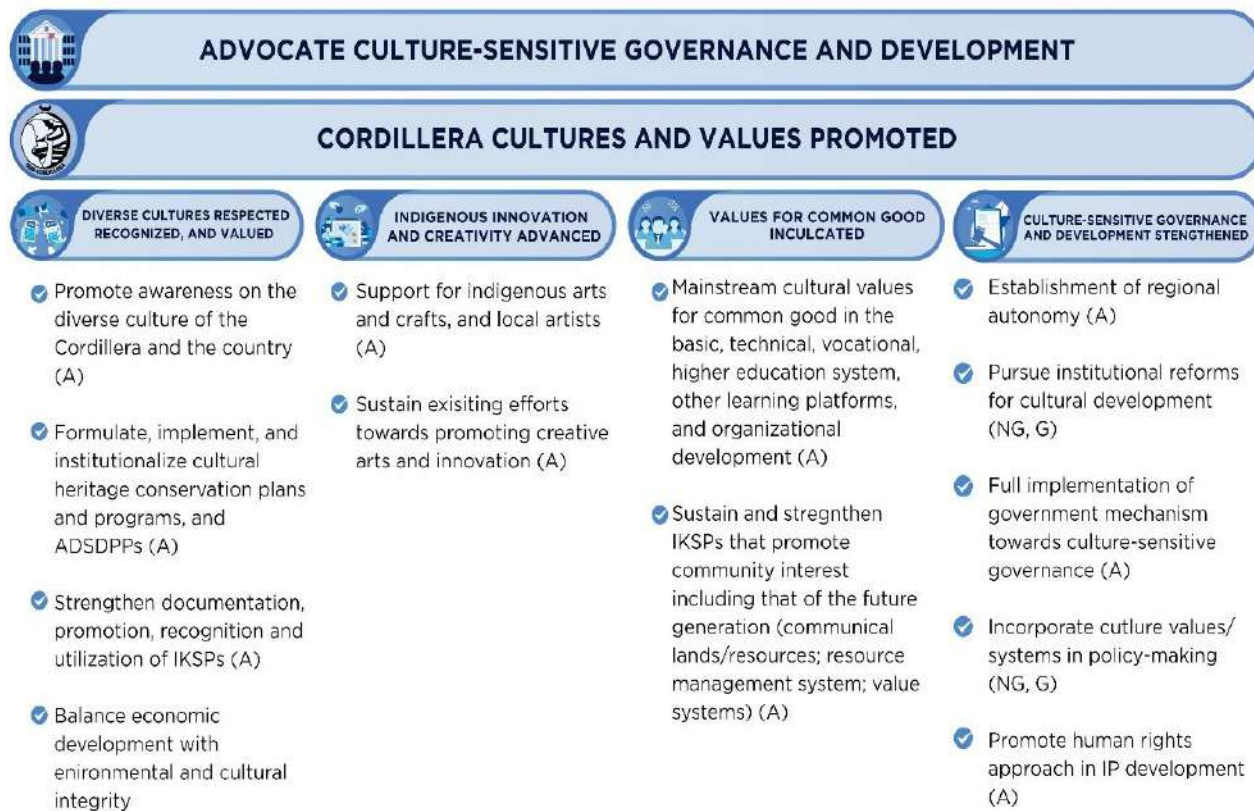 ADVOCATE CULTURE-SENSITIVE GOVERNANCE AND DEVELOPMENT
CORDILLERA CULTURES AND VALUES PROMOTED
DIVERSE CULTURES RESPECTED
RECOGNIZED, AND VALUED
Promote awareness on the
diverse culture of the
Cordillera and the country
(A)
Formulate, implement, and
institutionalize cultural
heritage conservation plans
and programs, and
ADSDPPs (A)
Strengthen documentation,
promotion, recognition and
utilization of IKSPs (A)
Balance economic
development with
enironmental and cultural
integrity
INDIGENOUS INNOVATION
AND CREATIVITY ADVANCED
Support for indigenous arts
and crafts, and local artists
(A)
Sustain exisiting efforts
towards promoting creative
arts and innovation (A)
VALUES FOR COMMON GOOD
INCULCATED
Mainstream cultural values
for common good in the
basic, technical, vocational,
higher education system,
other learning platforms,
and organizational
development (A)
Sustain and stregnthen
IKSPs that promote
community interest
including that of the future
generation (communical
lands/resources; resource
management system; value
systems) (A)
CULTURE-SENSITIVE GOVERNANCE
AND DEVELOPMENT STENGTHENED
Establishment of regional
autonomy (A)
Pursue institutional reforms
for cultural development
(NG, G)
Full implementation of
government mechanism
towards culture-sensitive
governance (A)
Incorporate cutlure values/
systems in policy-making
(NG, G)
Promote human rights
approach in IP development
(A)